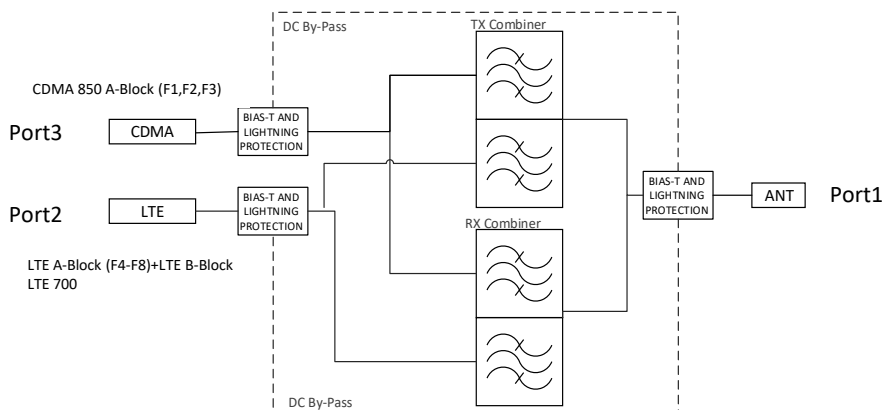 DC By-Pass
TX Combiner
CDMA 850 A-Block (F1,F2,F3)
Port3
CDMA
BIAS-T AND
LIGHTNING
PROTECTION
Port2
LTE
BIAS-T AND
LIGHTNING
PROTECTION
BIAS-T AND
LIGHTNING
PROTECTION
ANT
Port1
RX Combiner
LTE A-Block (F4-F8)+LTE B-Block
LTE 700
DC By-Pass